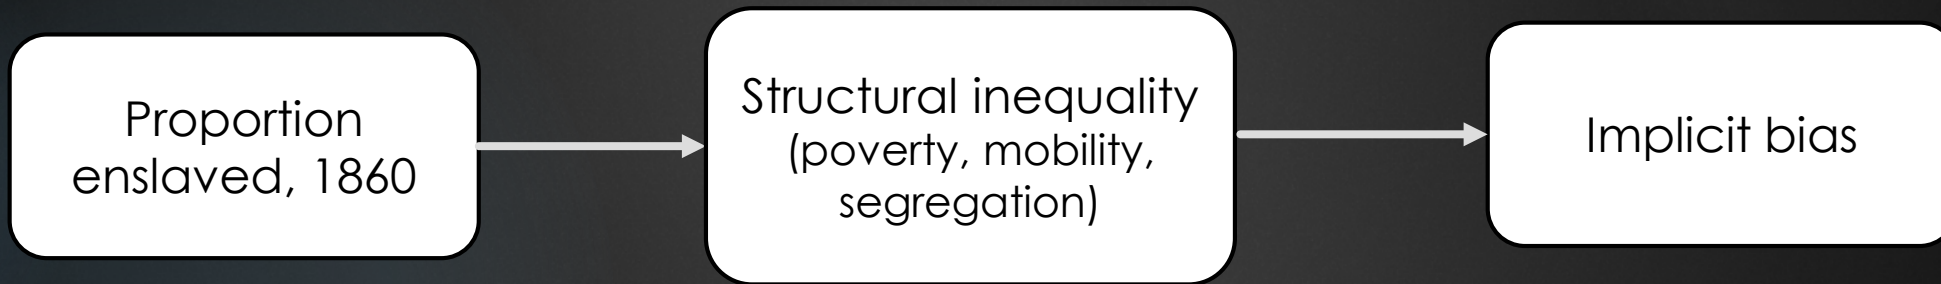 Proportion
enslaved, 1860
Structural inequality
(poverty, mobility,
segregation)
Implicit bias